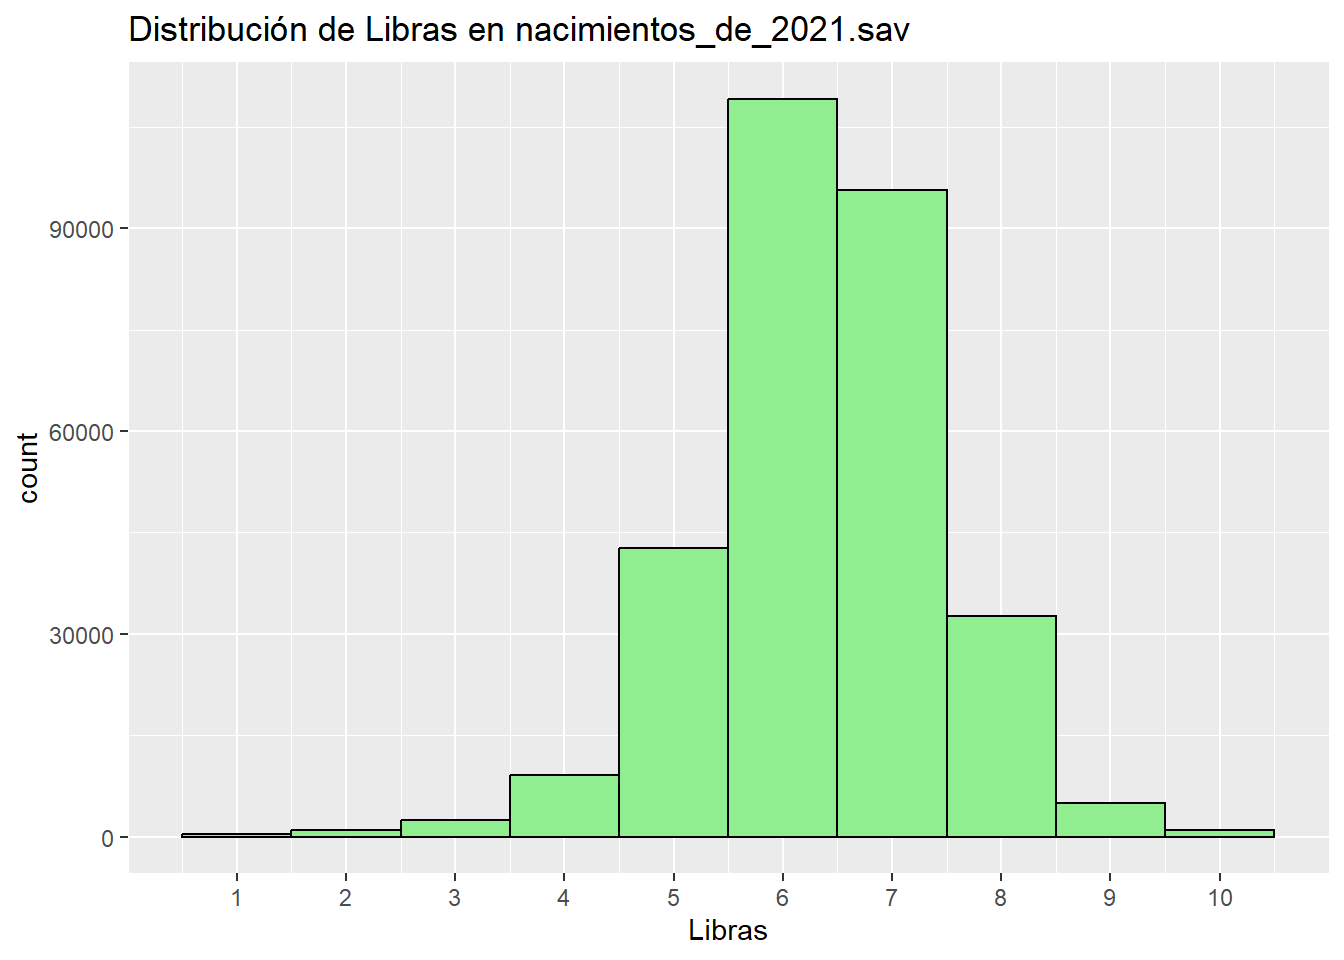 Distribución de Libras en nacimientos_de_2021.sav
count
90000
60000
30000
0
1 2 3 4 5 6 7 8 9 10
Libras